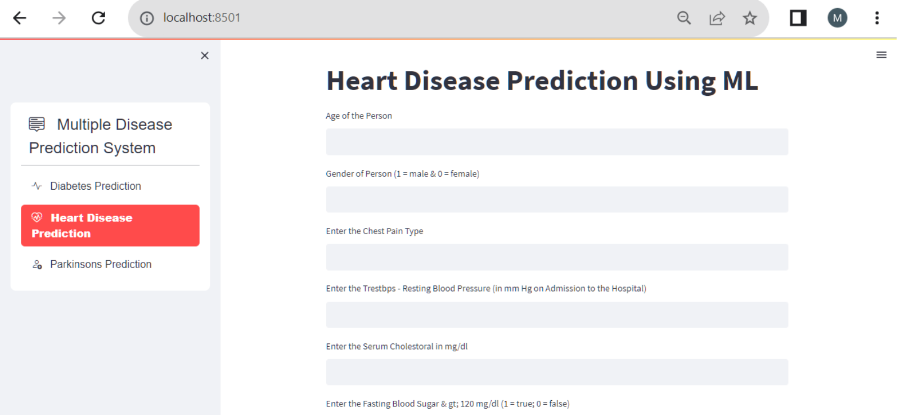 localhost:8501
M
Multiple Disease
Prediction System
Diabetes Prediction
Heart Disease
Prediction
Parkinsons Prediction
Heart Disease Prediction Using ML
Age of the Person
Gender of Person (1 = male & 0 = female)
Enter the Chest Pain Type
Enter the Trestbps - Resting Blood Pressure (in mm Hg on Admission to the Hospital)
Enter the Serum Cholestoral in mg/dl
Enter the Fasting Blood Sugar & gt; 120 mg/dl (1 = true; 0 = false)